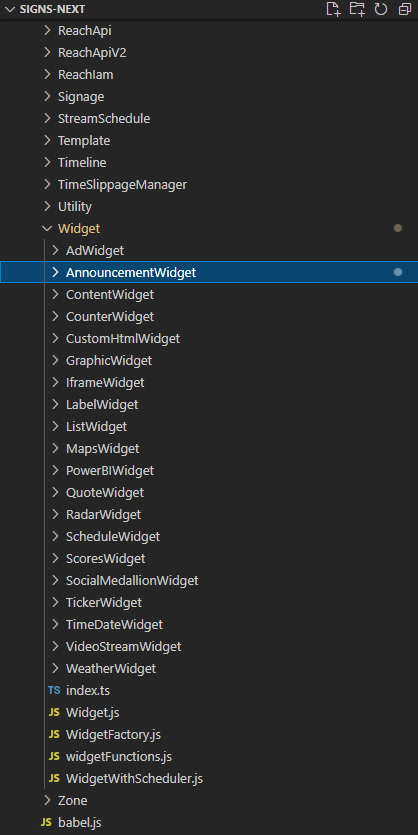 SIGNS-NEXT
ReachApi
ReachApiV2
ReachIam
Signage
StreamSchedule
Template
Timeline
TimeSlippageManager
Utility
Widget
AdWidget
AnnouncementWidget
ContentWidget
CounterWidget
CustomHtmlWidget
GraphicWidget
IframeWidget
LabelWidget
ListWidget
MapsWidget
PowerBIWidget
QuoteWidget
RadarWidget
ScheduleWidget
ScoresWidget
SocialMedallionWidget
TickerWidget
TimeDateWidget
VideoStreamWidget
WeatherWidget
TS index.ts
JS Widget.js
JS WidgetFactory.js
JS widgetFunctions.js
JS WidgetWithScheduler.js
Zone
JS babel.js